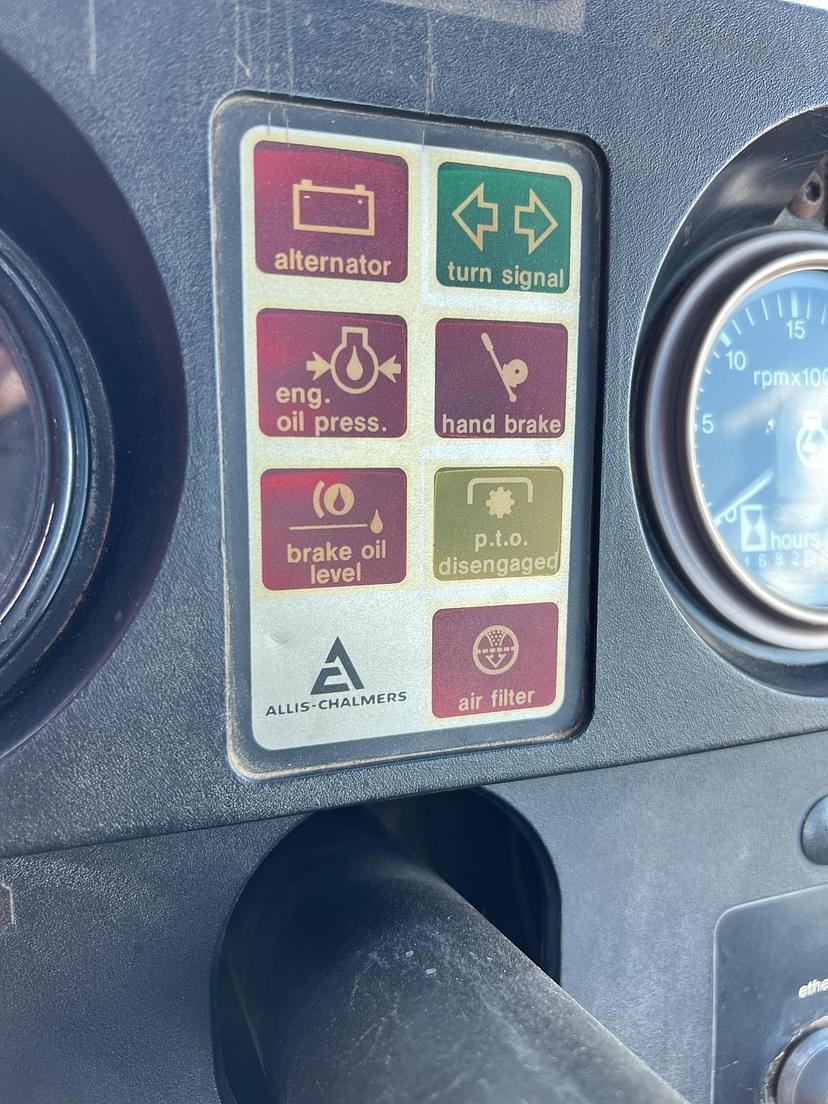 alternator
turn signal
eng.
oil press.
hand brake
brake oil
level
p.t.o.
disengaged
air filter
ALLIS-CHALMERS
15
10
rpmx100
5
0
hours